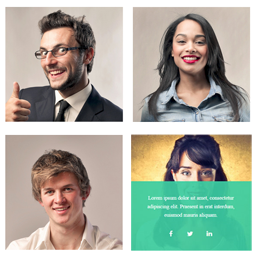 Lorem ipsum dolor sit amet, consectetur
adipiscing elit. Praesent in erat interdum,
euismod mauris aliquam.
f in